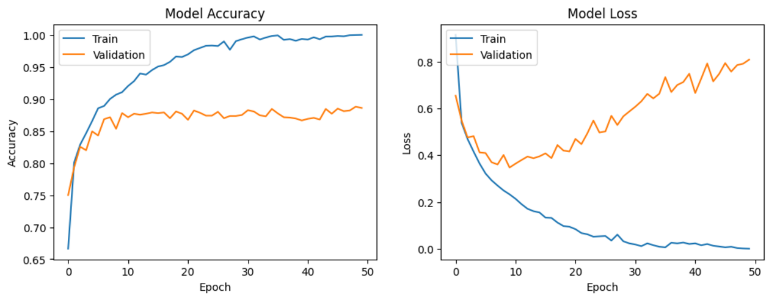 Model Accuracy
Train
Validation
Accuracy
1.00
0.95
0.90
0.85
0.80
0.75
0.70
0.65
0 10 20 30 40 50
Epoch
Model Loss
Train
Validation
Loss
0.8
0.6
0.4
0.2
0.0
0 10 20 30 40 50
Epoch